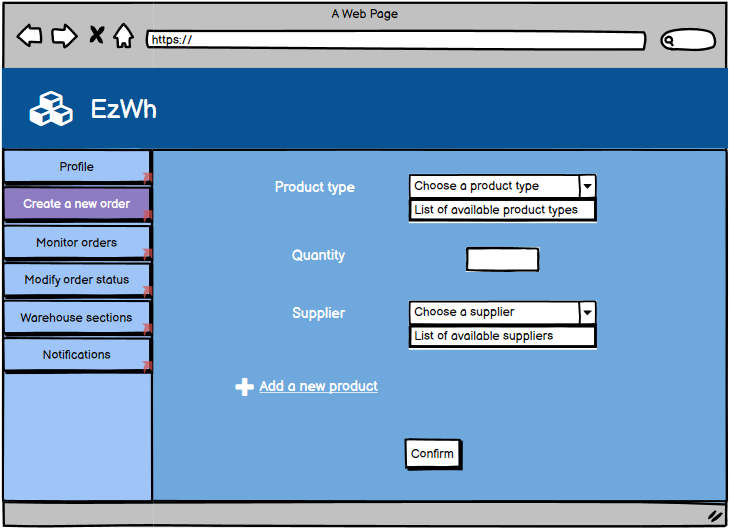 A Web Page
https://
EzWh
Profile
Create a new order
Monitor orders
Modify order status
Warehouse sections
Notifications
Product type
Choose a product type
List of available product types
Quantity
Supplier
Choose a supplier
List of available suppliers
Add a new product
Confirm